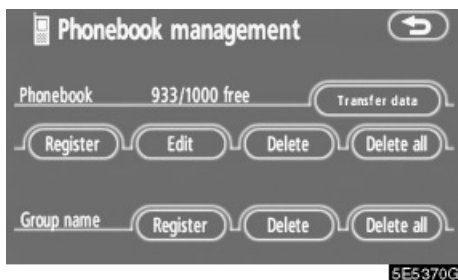 Phonebook management
Phonebook 933/1000 free Transfer data
Register Edit Delete Delete all
Group name Register Delete Delete all
5E5370G